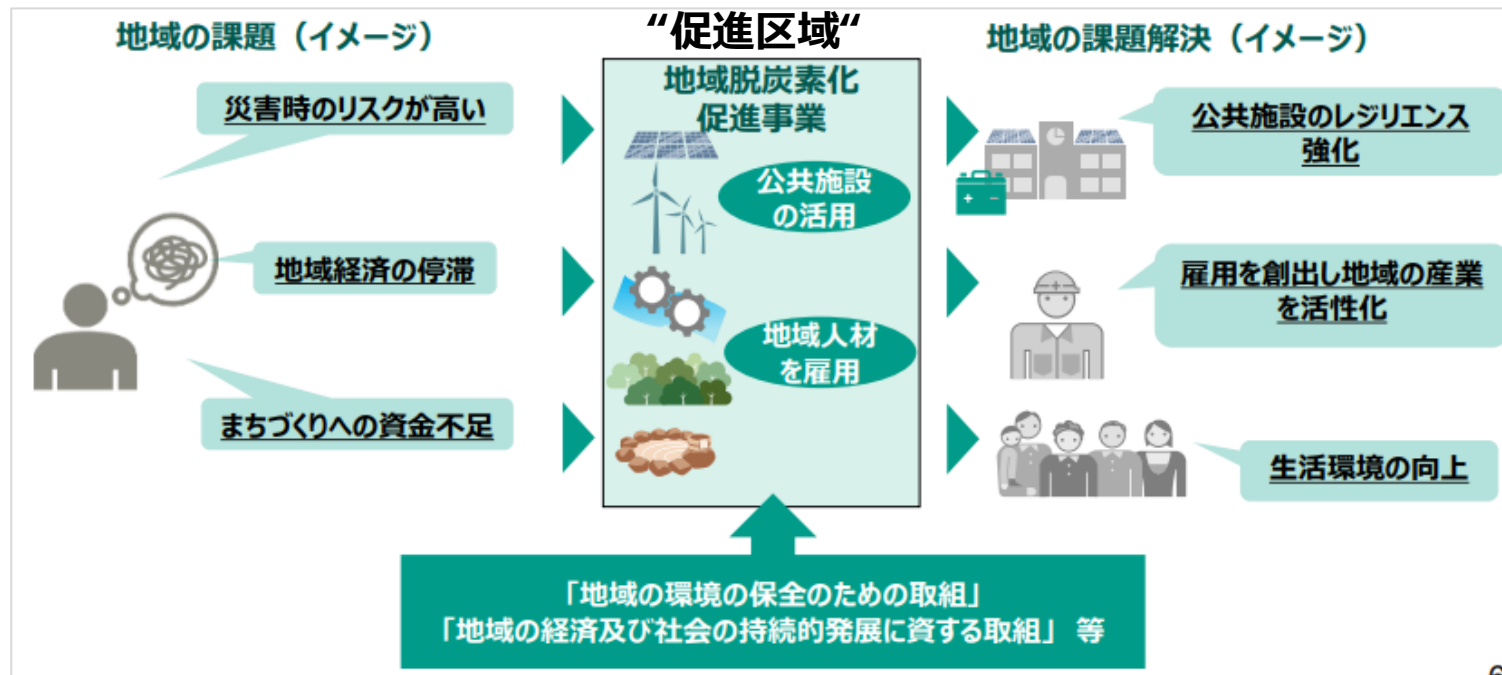 地域の課題（イメージ）
“促進区域“
地域の課題解決（イメージ）
災害時のリスクが高い
地域経済の停滞
まちづくりへの資金不足
地域脱炭素化
促進事業
公共施設
の活用
地域人材
を雇用
公共施設のレジリエンス
強化
雇用を創出し地域の産業
を活性化
生活環境の向上
「地域の環境の保全のための取組」
「地域の経済及び社会の持続的発展に資する取組」 等